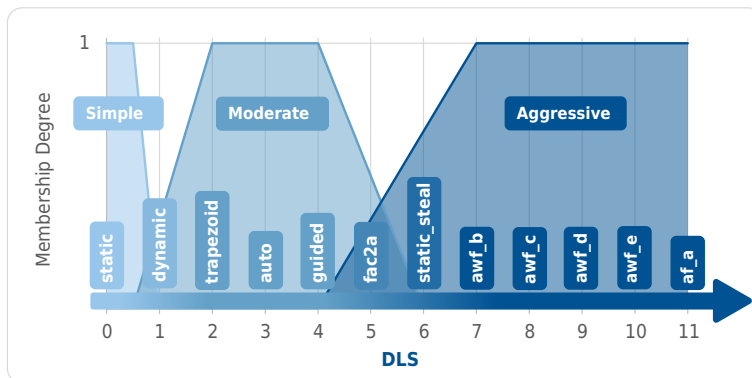 1
Membership Degree
Simple
Moderate
Aggressive
static
dynamic
trapezoid
auto
guided
fac2a
static_steal
awf_b
awf_c
awf_d
awf_e
af_a
0 1 2 3 4 5 6 7 8 9 10 11
DLS